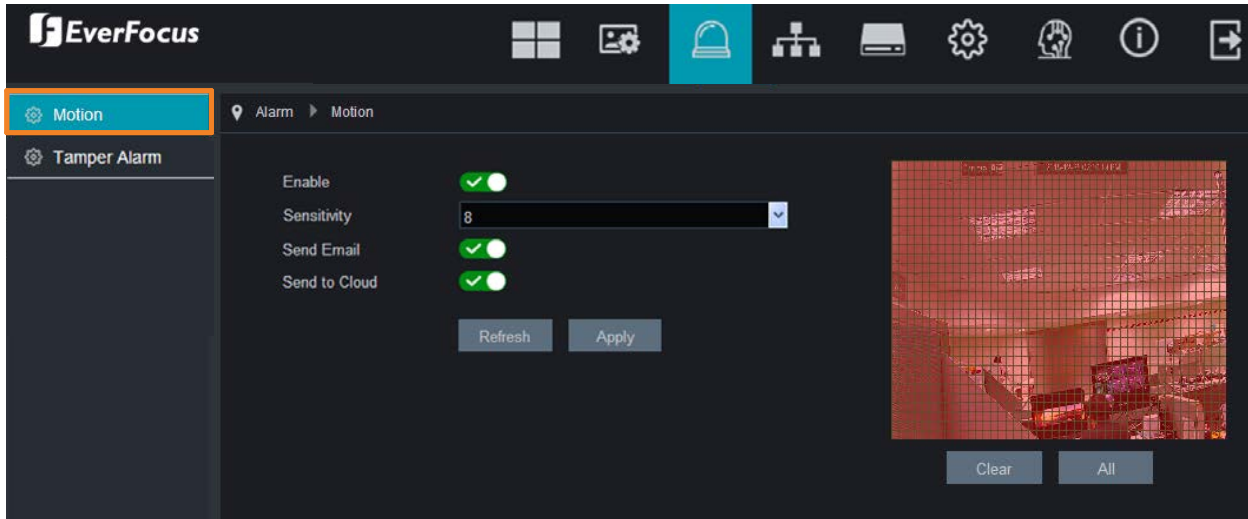 EverFocus
Motion
Tamper Alarm
Alarm Motion
Enable
Sensitivity 8
Send Email
Send to Cloud
Refresh Apply
Clear All